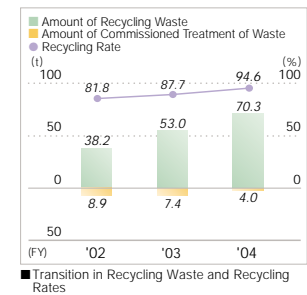 Amount of Recycling Waste
Amount of Commissioned Treatment of Waste
Recycling Rate
(t) (%)
100 81.8 87.7 94.6 100
70.3
50 38.2 53.0 50
0 0
8.9 7.4 4.0
50
(FY) '02 '03 '04
■Transition in Recycling Waste and Recycling
Rates